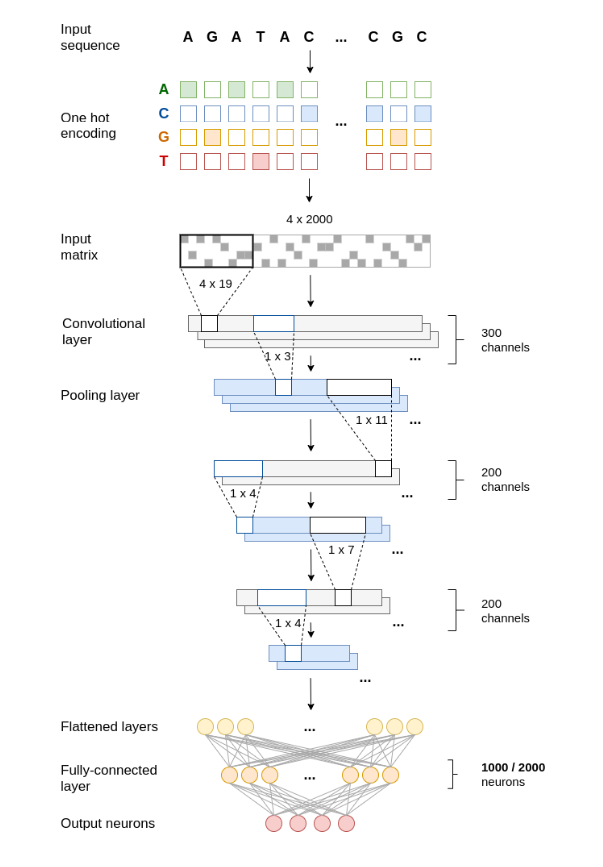 Input
sequence
A G A T A C ... C G C
A
One hot
encoding
C
...
G
T
4 x 2000
Input
matrix
4 x 19
Convolutional
layer
300
channels
1 x 3
...
Pooling layer
1 x 11
...
200
channels
1 x 4
...
1 x 7
...
200
channels
1 x 4
...
...
Flattened layers
...
Fully-connected
layer
...
1000 / 2000
neurons
Output neurons